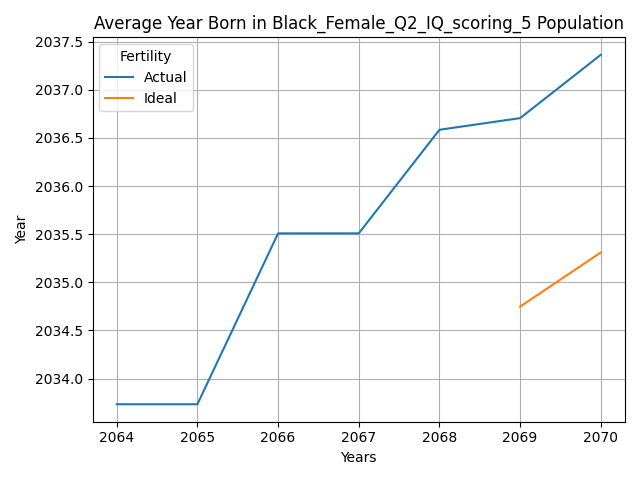 Average Year Born in Black_Female_Q2_IQ_scoring_5 Population
2037.5
2037.0
2036.5
2036.0
2035.5
2035.0
2034.5
2034.0
Year
Fertility
Actual
Ideal
2064 2065 2066 2067 2068 2069 2070
Years